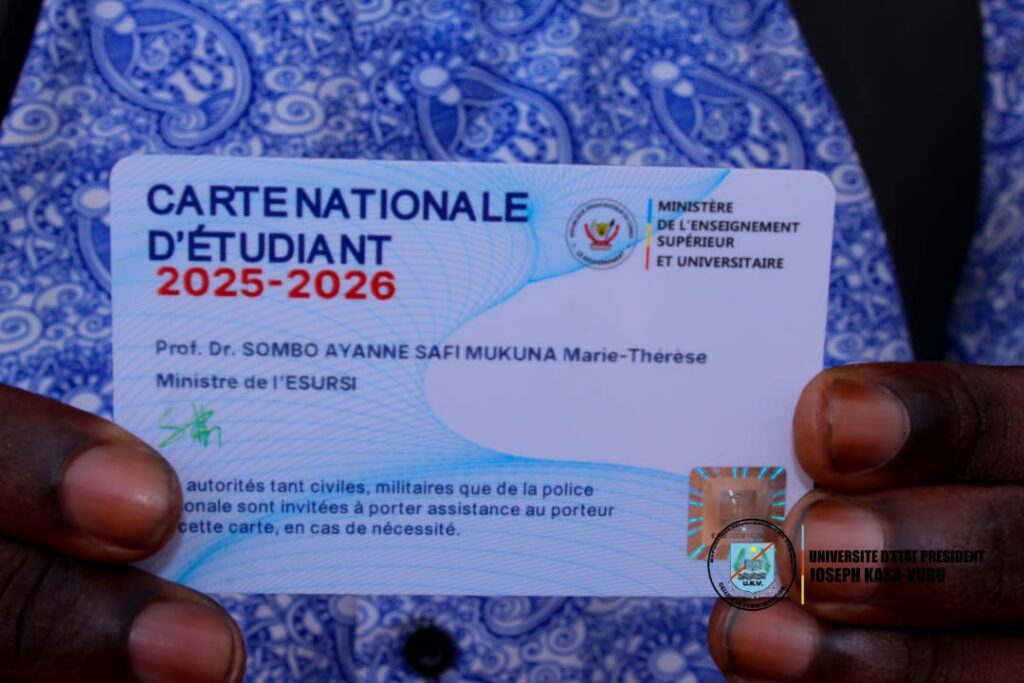 CARTE NATIONALE
D'ÉTUDIANT
2025-2026
MINISTÈRE
DE L'ENSEIGNEMENT
SUPÉRIEUR
ET UNIVERSITAIRE
Prof. Dr. SOMBO AYANNE SAFI MUKUNA Marie-Thérèse
Ministre de l'ESURSI
autorités tant civiles, militaires que de la police
onale sont invitées à porter assistance au porteur
cette carte, en cas de nécessité.
U.K.V.
UNIVERSITE D'ETAT PRESIDENT
JOSEPH KASA-VUBU